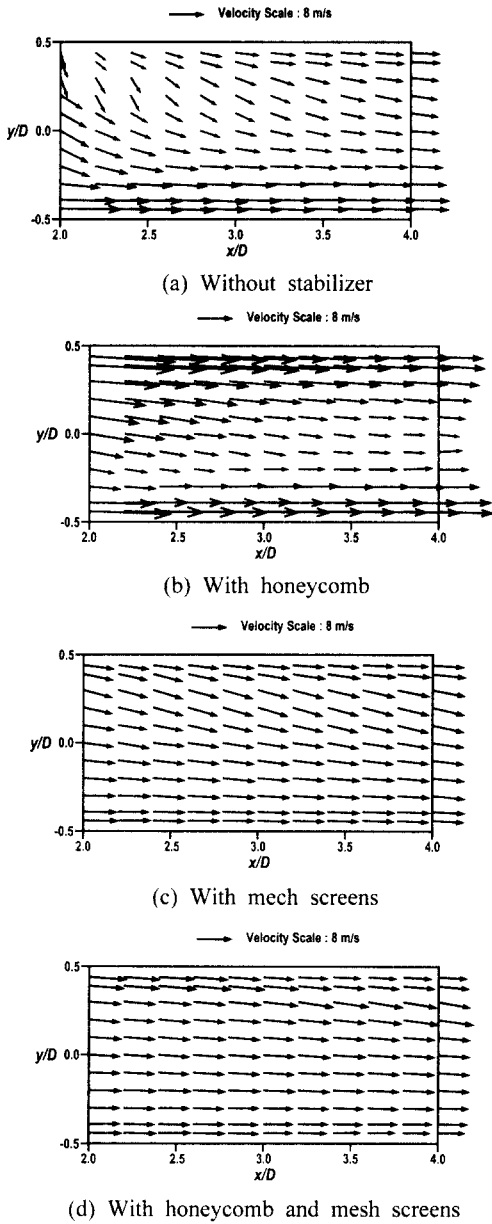 Velocity Scale : 8 m/s
0.5
y/D 0.0
-0.5
2.0 2.5 3.0 3.5 4.0
x/D
(a) Without stabilizer
Velocity Scale : 8 m/s
0.5
y/D 0.0
-0.5
2.0 2.5 3.0 3.5 4.0
x/D
(b) With honeycomb
Velocity Scale : 8 m/s
0.5
y/D 0.0
-0.5
2.0 2.5 3.0 3.5 4.0
x/D
(c) With mech screens
Velocity Scale : 8 m/s
0.5
y/D 0.0
-0.5
2.0 2.5 3.0 3.5 4.0
x/D
(d) With honeycomb and mesh screens